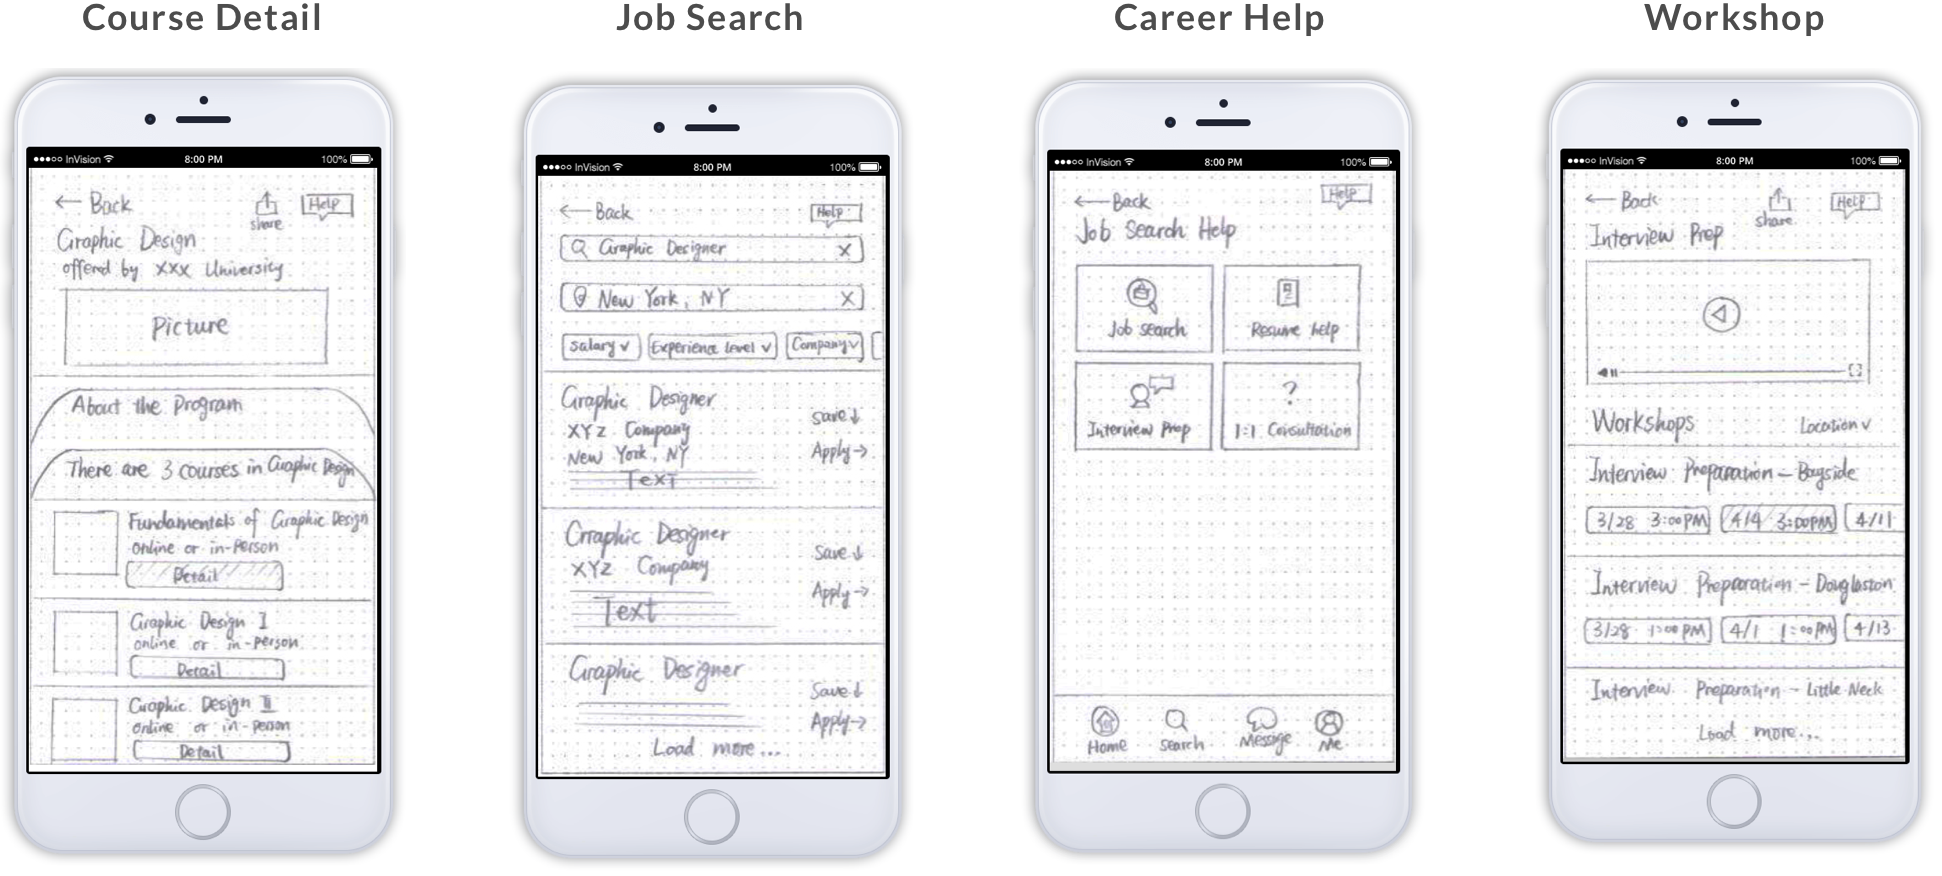 Course Detail
InVision 8:00 PM 100%
← Back
share
Help
Graphic Design
offered by XXX University
Picture
About the Program
There are 3 courses in Graphic Design
Fundamentals of Graphic Design
online or in-person
Detail
Graphic Design I
online or in-person
Detail
Graphic Design II
online or in-person
Detail
Job Search
InVision 8:00 PM 100%
← Back
Help
Graphic Designer X
New York, NY X
Salary Experience level Company
Graphic Designer
XYZ Company
New York, NY
Text
Save ↓
Apply →
Graphic Designer
XYZ Company
Text
Save ↓
Apply →
Graphic Designer
Save ↓
Apply →
Load more...
Career Help
InVision 8:00 PM 100%
Help
← Back
Job Search Help
Job search
Resume help
Interview Prep
?
1:1 Consultation
Home Search Message Me
Workshop
InVision 8:00 PM 100%
← Back
share
Help
Interview Prep
Workshops Location
Interview Preparation - Bayside
3/28 3:00PM 4/4 3:00PM 4/11
Interview Preparation - Douglaston
3/28 1:00PM 4/1 1:00PM 4/13
Interview Preparation - Little Neck
Load more...